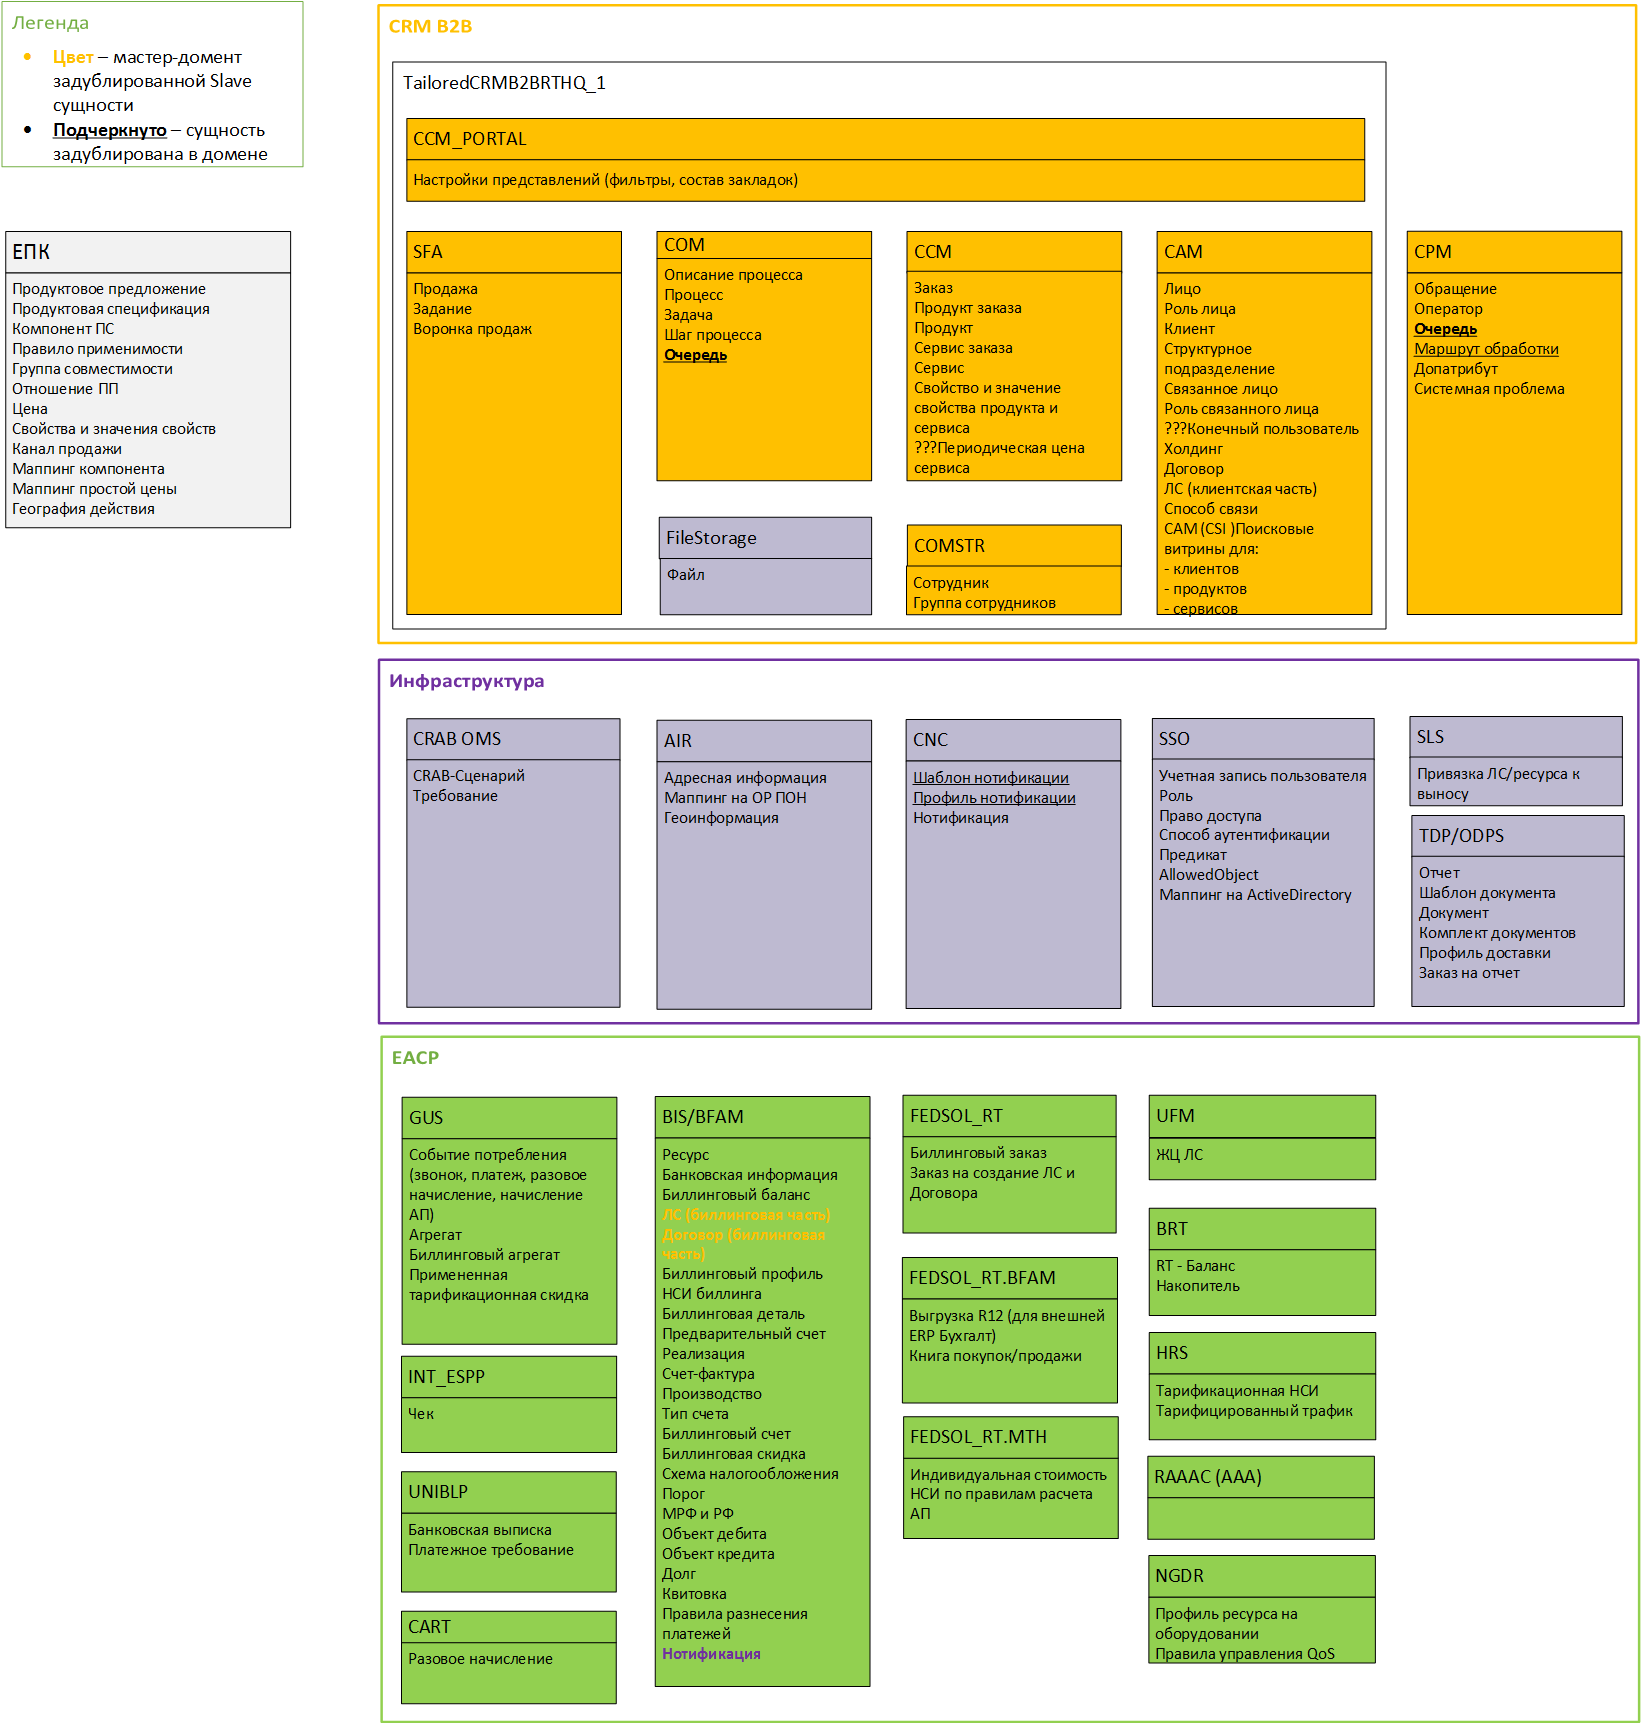 Легенда
Цвет – мастер-домент
задублированной Slave
сущности
Подчеркнуто – сущность
задублирована в домене
ЕПК
Продуктовое предложение
Продуктовая спецификация
Компонент ПС
Правило применимости
Группа совместимости
Отношение ПП
Цена
Свойства и значения свойств
Канал продажи
Маппинг компонента
Маппинг простой цены
География действия
CRM B2B
TailoredCRMB2BRTHQ_1
CCM_PORTAL
Настройки представлений (фильтры, состав закладок)
SFA
Продажа
Задание
Воронка продаж
COM
Описание процесса
Процесс
Задача
Шаг процесса
Очередь
CCM
Заказ
Продукт заказа
Продукт
Сервис заказа
Сервис
Свойство и значение
свойства продукта и
сервиса
???Периодическая цена
сервиса
CAM
Лицо
Роль лица
Клиент
Структурное
подразделение
Связанное лицо
Роль связанного лица
???Конечный пользователь
Холдинг
Договор
ЛС (клиентская часть)
Способ связи
CAM (CSI )Поисковые
витрины для:
- клиентов
- продуктов
- сервисов
CPM
Обращение
Оператор
Очередь
Маршрут обработки
Допатрибут
Системная проблема
FileStorage
Файл
COMSTR
Сотрудник
Группа сотрудников
Инфраструктура
CRAB OMS
CRAB-Сценарий
Требование
AIR
Адресная информация
Маппинг на ОР ПОН
Геоинформация
CNC
Шаблон нотификации
Профиль нотификации
Нотификация
SSO
Учетная запись пользователя
Роль
Право доступа
Способ аутентификации
Предикат
AllowedObject
Маппинг на ActiveDirectory
SLS
Привязка ЛС/ресурса к
выносу
TDP/ODPS
Отчет
Шаблон документа
Документ
Комплект документов
Профиль доставки
Заказ на отчет
ЕАСР
GUS
Событие потребления
(звонок, платеж, разовое
начисление, начисление
АП)
Агрегат
Биллинговый агрегат
Примененная
тарификационная скидка
INT_ESPP
Чек
UNIBLP
Банковская выписка
Платежное требование
CART
Разовое начисление
BIS/BFAM
Ресурс
Банковская информация
Биллинговый баланс
ЛС (биллинговая часть)
Договор (биллинговая
часть)
Биллинговый профиль
НСИ биллинга
Биллинговая деталь
Предварительный счет
Реализация
Счет-фактура
Производство
Тип счета
Биллинговый счет
Биллинговая скидка
Схема налогообложения
Порог
МРФ и РФ
Объект дебита
Объект кредита
Долг
Квитовка
Правила разнесения
платежей
Нотификация
FEDSOL_RT
Биллинговый заказ
Заказ на создание ЛС и
Договора
FEDSOL_RT.BFAM
Выгрузка R12 (для внешней
ERP Бухгалт)
Книга покупок/продажи
FEDSOL_RT.MTH
Индивидуальная стоимость
НСИ по правилам расчета
АП
UFM
ЖЦ ЛС
BRT
RT - Баланс
Накопитель
HRS
Тарификационная НСИ
Тарифицированный трафик
RAAAC (AAA)
NGDR
Профиль ресурса на
оборудовании
Правила управления QoS